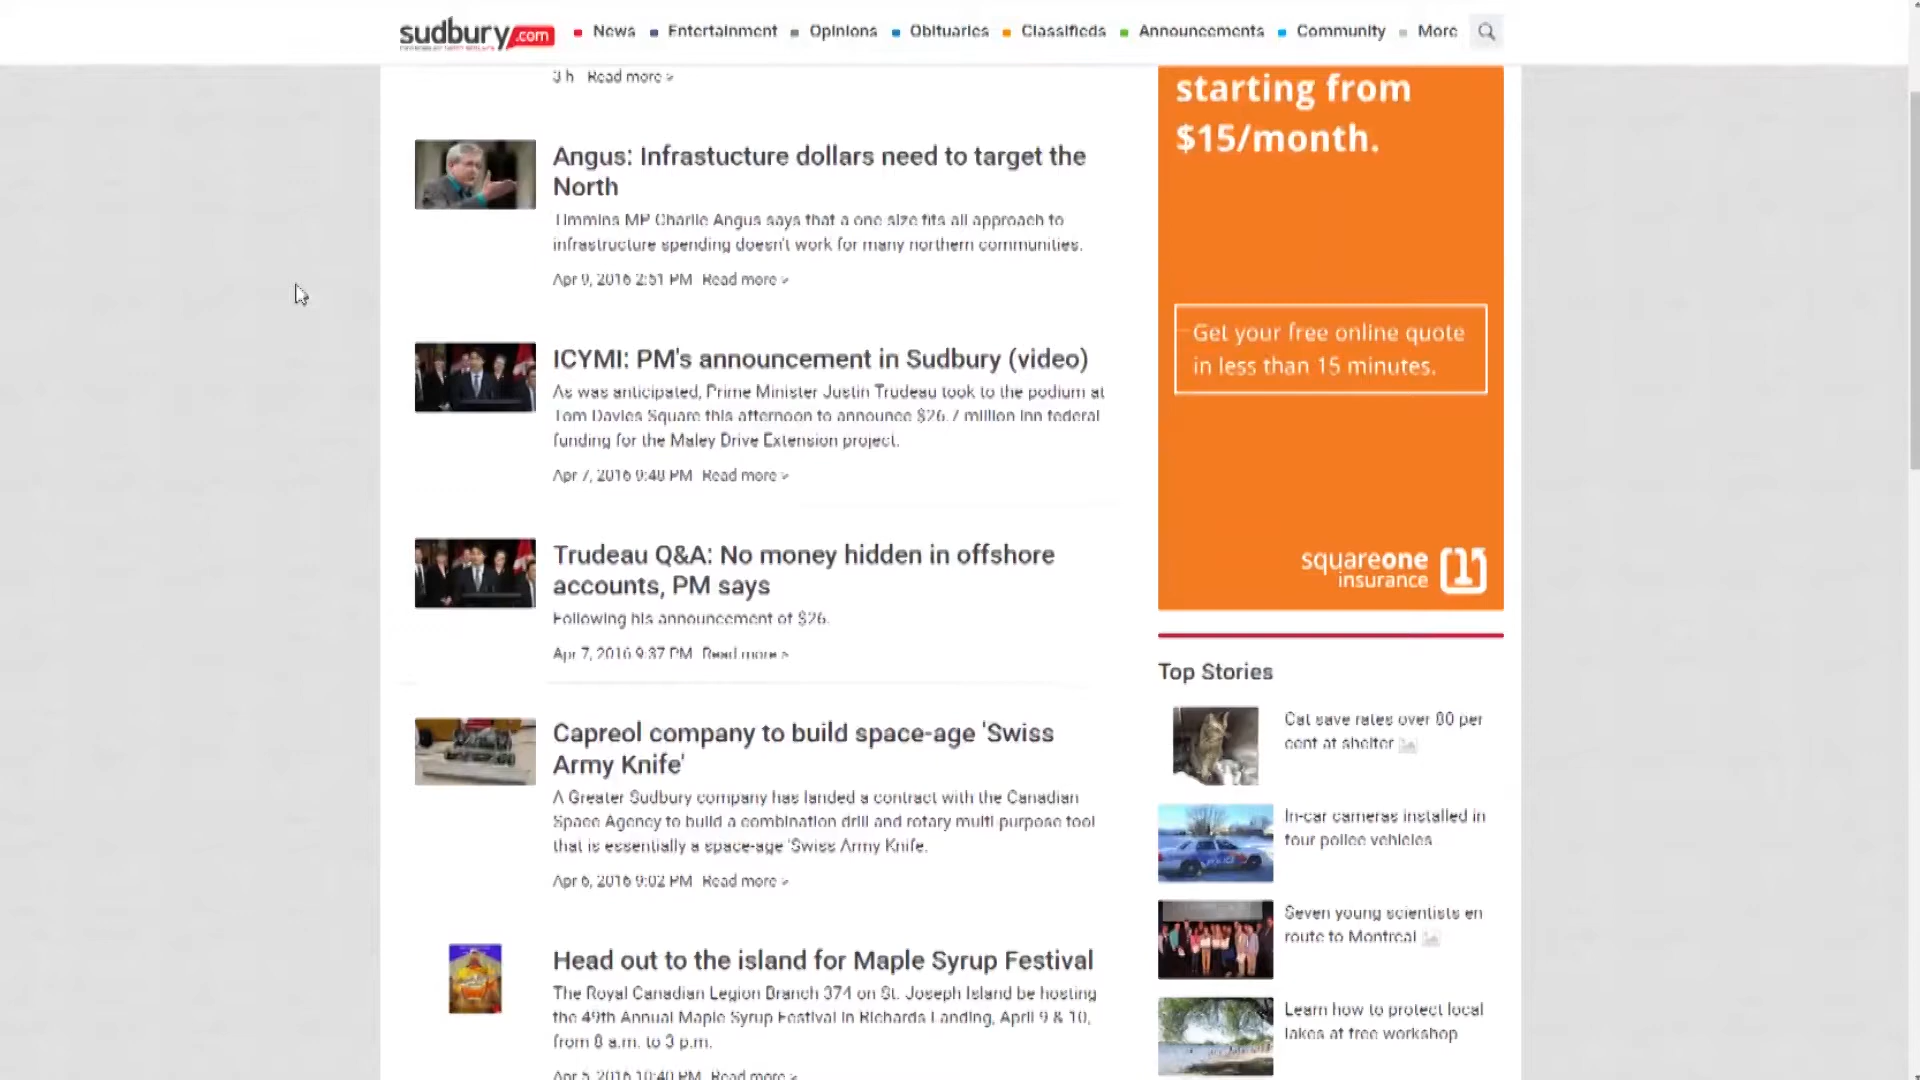 sudbury.com
News
Entertainment
Opinions
Obituaries
Classifieds
Announcements
Community
More
3 h Read more >
Angus: Infrastucture dollars need to target the
North
Timmins MP Charlie Angus says that a one size fits all approach to
infrastructure spending doesn't work for many northern communities.
Apr 9, 2016 2:51 PM Read more >
ICYMI: PM's announcement in Sudbury (video)
As was anticipated, Prime Minister Justin Trudeau took to the podium at
Tom Davies Square this afternoon to announce $26.7 million inn federal
funding for the Maley Drive Extension project.
Apr 7, 2016 9:48 PM Read more >
Trudeau Q&A: No money hidden in offshore
accounts, PM says
Following his announcement of $26.
Apr 7, 2016 9:37 PM Read more >
Capreol company to build space-age 'Swiss
Army Knife'
A Greater Sudbury company has landed a contract with the Canadian
Space Agency to build a combination drill and rotary multi purpose tool
that is essentially a space-age 'Swiss Army Knife.
Apr 6, 2016 9:02 PM Read more >
Head out to the island for Maple Syrup Festival
The Royal Canadian Legion Branch 374 on St. Joseph Island be hosting
the 49th Annual Maple Syrup Festival in Richards Landing, April 9 & 10,
from 8 a.m. to 3 p.m.
Apr 5, 2016 10:40 PM Read more >
starting from
$15/month.
Get your free online quote
in less than 15 minutes.
squareone
insurance
Top Stories
Cat save rates over 80 per
cent at shelter
In-car cameras installed in
four police vehicles
Seven young scientists en
route to Montreal
Learn how to protect local
lakes at free workshop